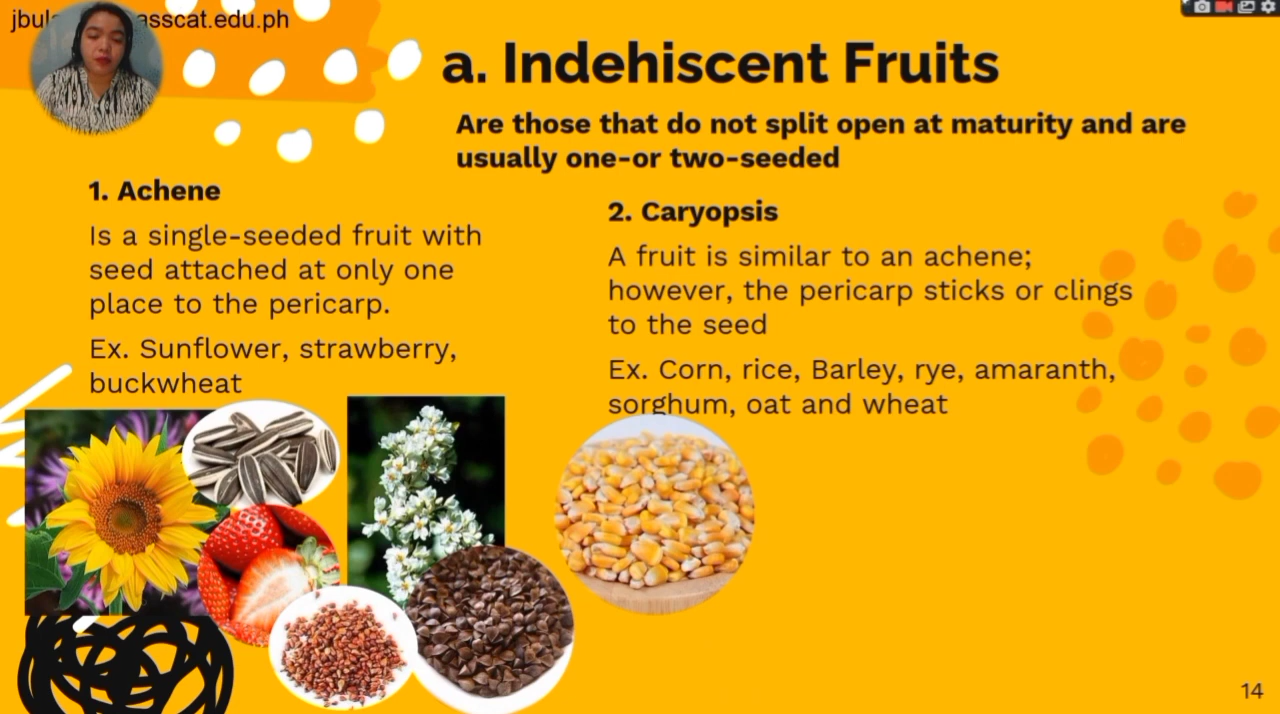 asscat.edu.ph
a. Indehiscent Fruits
Are those that do not split open at maturity and are
usually one-or two-seeded
1. Achene
Is a single-seeded fruit with
seed attached at only one
place to the pericarp.
Ex. Sunflower, strawberry,
buckwheat
2. Caryopsis
A fruit is similar to an achene;
however, the pericarp sticks or clings
to the seed
Ex. Corn, rice, Barley, rye, amaranth,
sorghum, oat and wheat
14